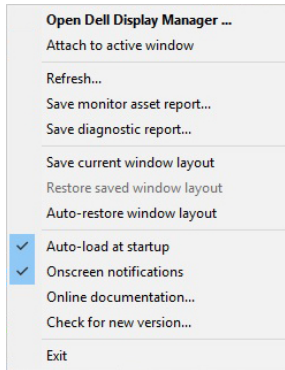 Open Dell Display Manager ...
Attach to active window
Refresh...
Save monitor asset report...
Save diagnostic report...
Save current window layout
Restore saved window layout
Auto-restore window layout
Auto-load at startup
Onscreen notifications
Online documentation...
Check for new version...
Exit